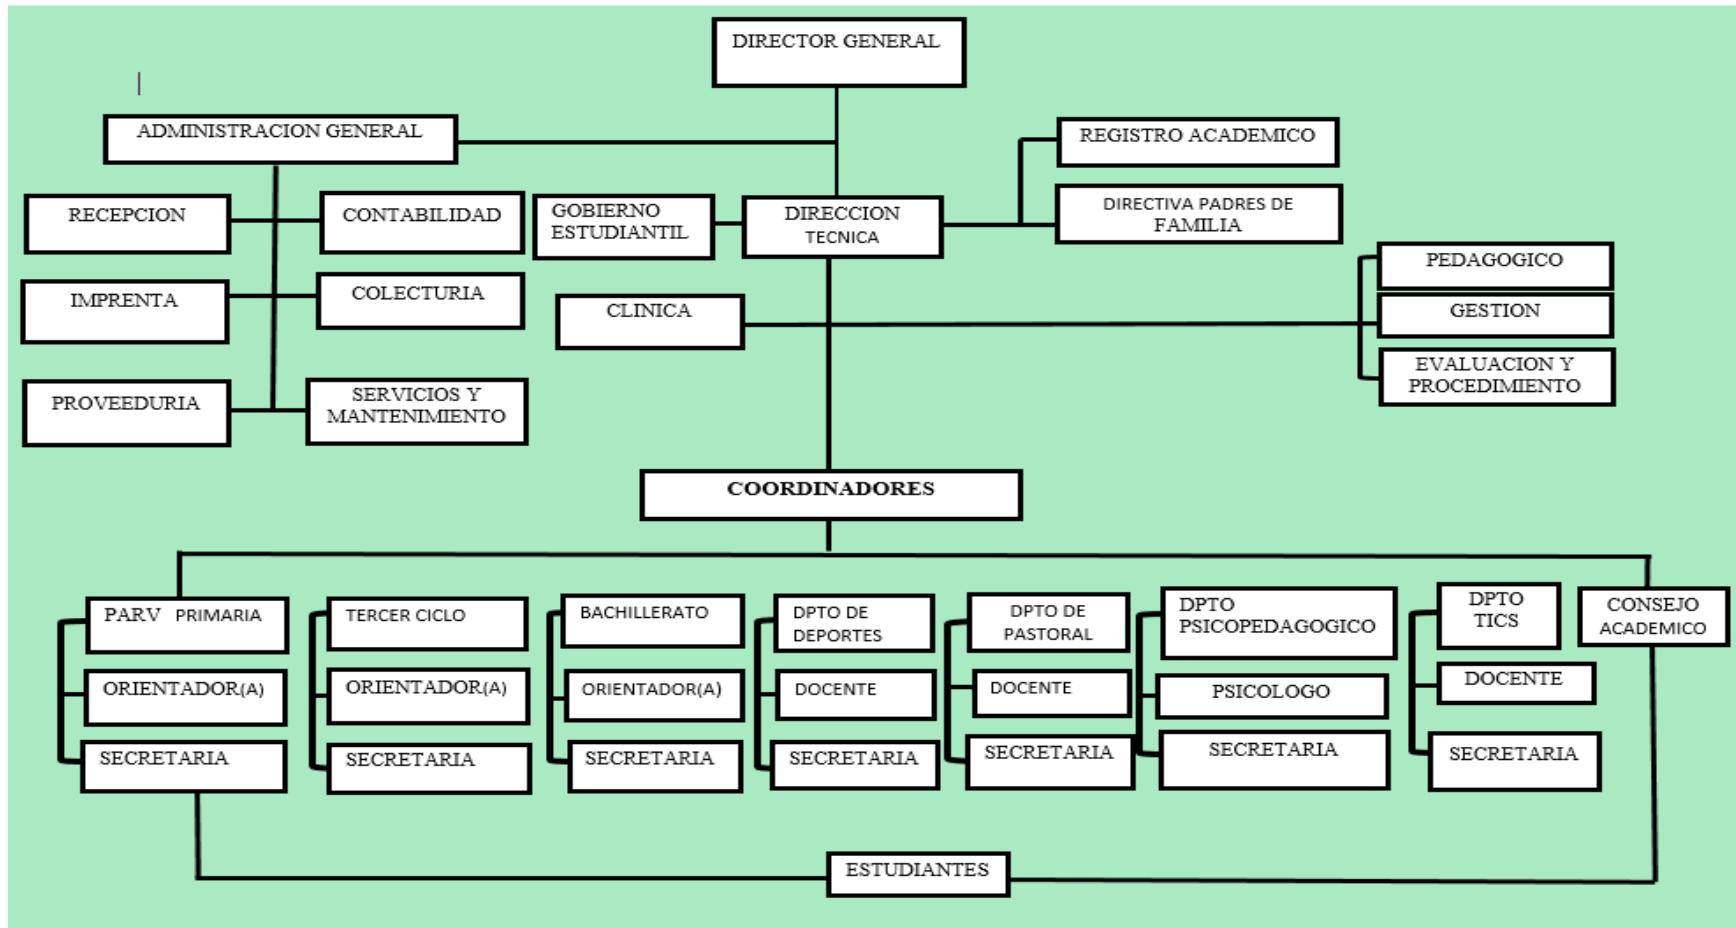 DIRECTOR GENERAL
ADMINISTRACION GENERAL
REGISTRO ACADEMICO
RECEPCION
CONTABILIDAD
GOBIERNO
ESTUDIANTIL
DIRECCION
TECNICA
DIRECTIVA PADRES DE
FAMILIA
IMPRENTA
COLECTURIA
CLINICA
PEDAGOGICO
GESTION
EVALUACION Y
PROCEDIMIENTO
PROVEEDURIA
SERVICIOS Y
MANTENIMIENTO
COORDINADORES
PARV PRIMARIA
ORIENTADOR(A)
SECRETARIA
TERCER CICLO
ORIENTADOR(A)
SECRETARIA
BACHILLERATO
ORIENTADOR(A)
SECRETARIA
DPTO DE
DEPORTES
DOCENTE
SECRETARIA
DPTO DE
PASTORAL
DOCENTE
SECRETARIA
DPTO
PSICOPEDAGOGICO
PSICOLOGO
SECRETARIA
DPTO
TICS
DOCENTE
SECRETARIA
CONSEJO
ACADEMICO
ESTUDIANTES